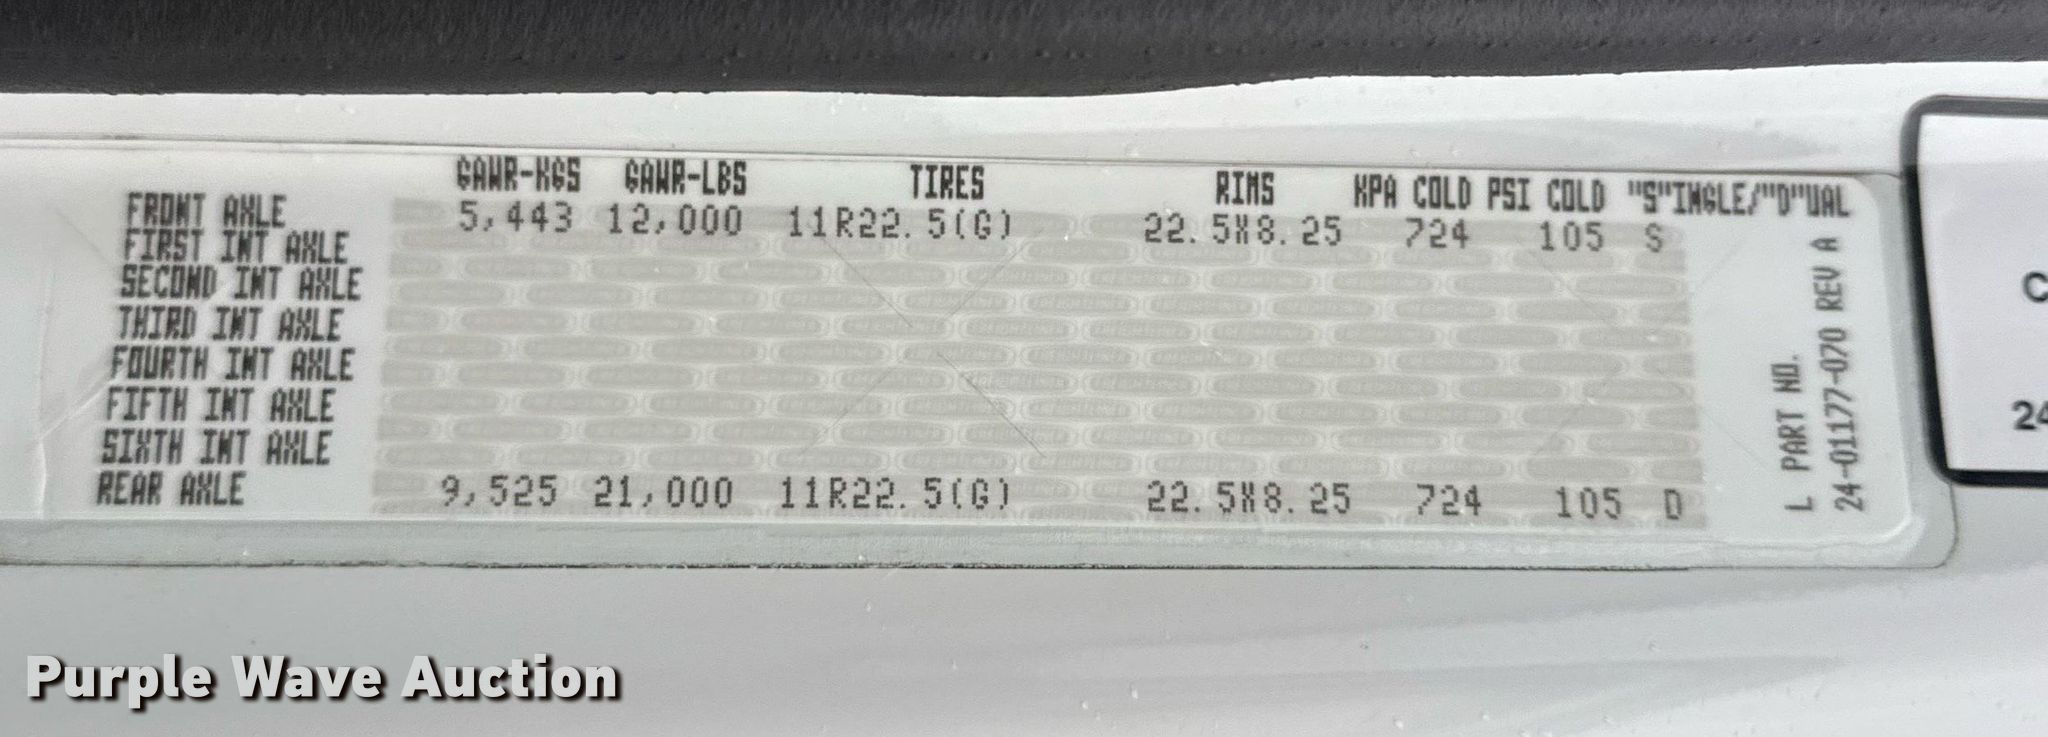 GAWR-KGS GAWR-LBS TIRES RIMS KPA COLD PSI COLD "S"INGLE/"D"UAL
FRONT AXLE 5,443 12,000 11R22.5(G) 22.5X8.25 724 105 S
FIRST INT AXLE
SECOND INT AXLE
THIRD INT AXLE
FOURTH INT AXLE
FIFTH INT AXLE
SIXTH INT AXLE
REAR AXLE 9,525 21,000 11R22.5(G) 22.5X8.25 724 105 D
L PART NO.
24-01177-070 REV A
C
24
Purple Wave Auction